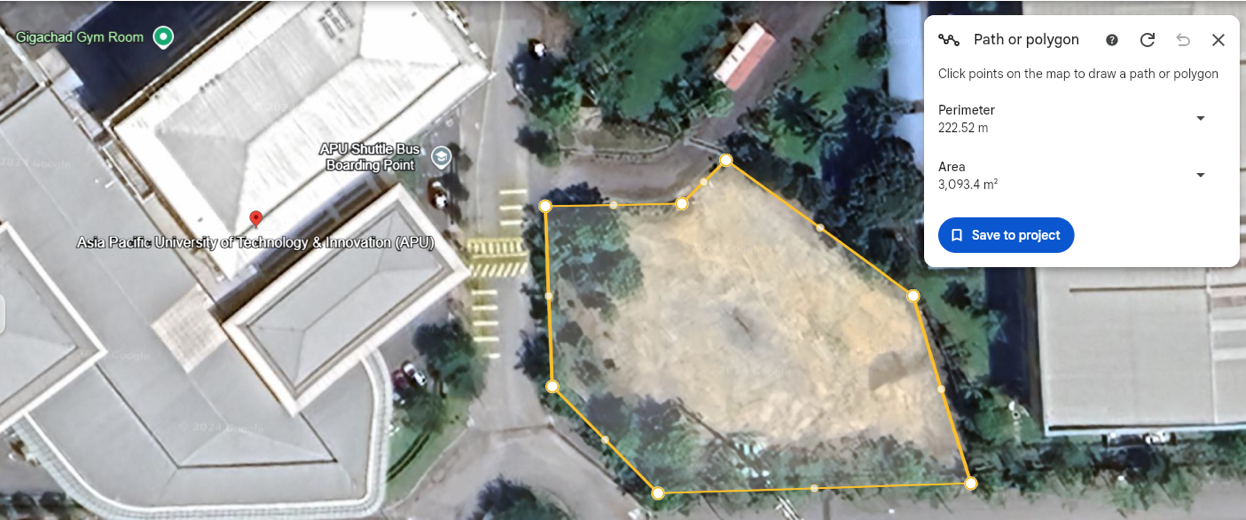 Gigachad Gym Room
APU Shuttle Bus
Boarding Point
Asia Pacific University of Technology & Innovation (APU)
Path or polygon
Click points on the map to draw a path or polygon
Perimeter
222.52 m
Area
3,093.4 m²
Save to project
© 2024 Google